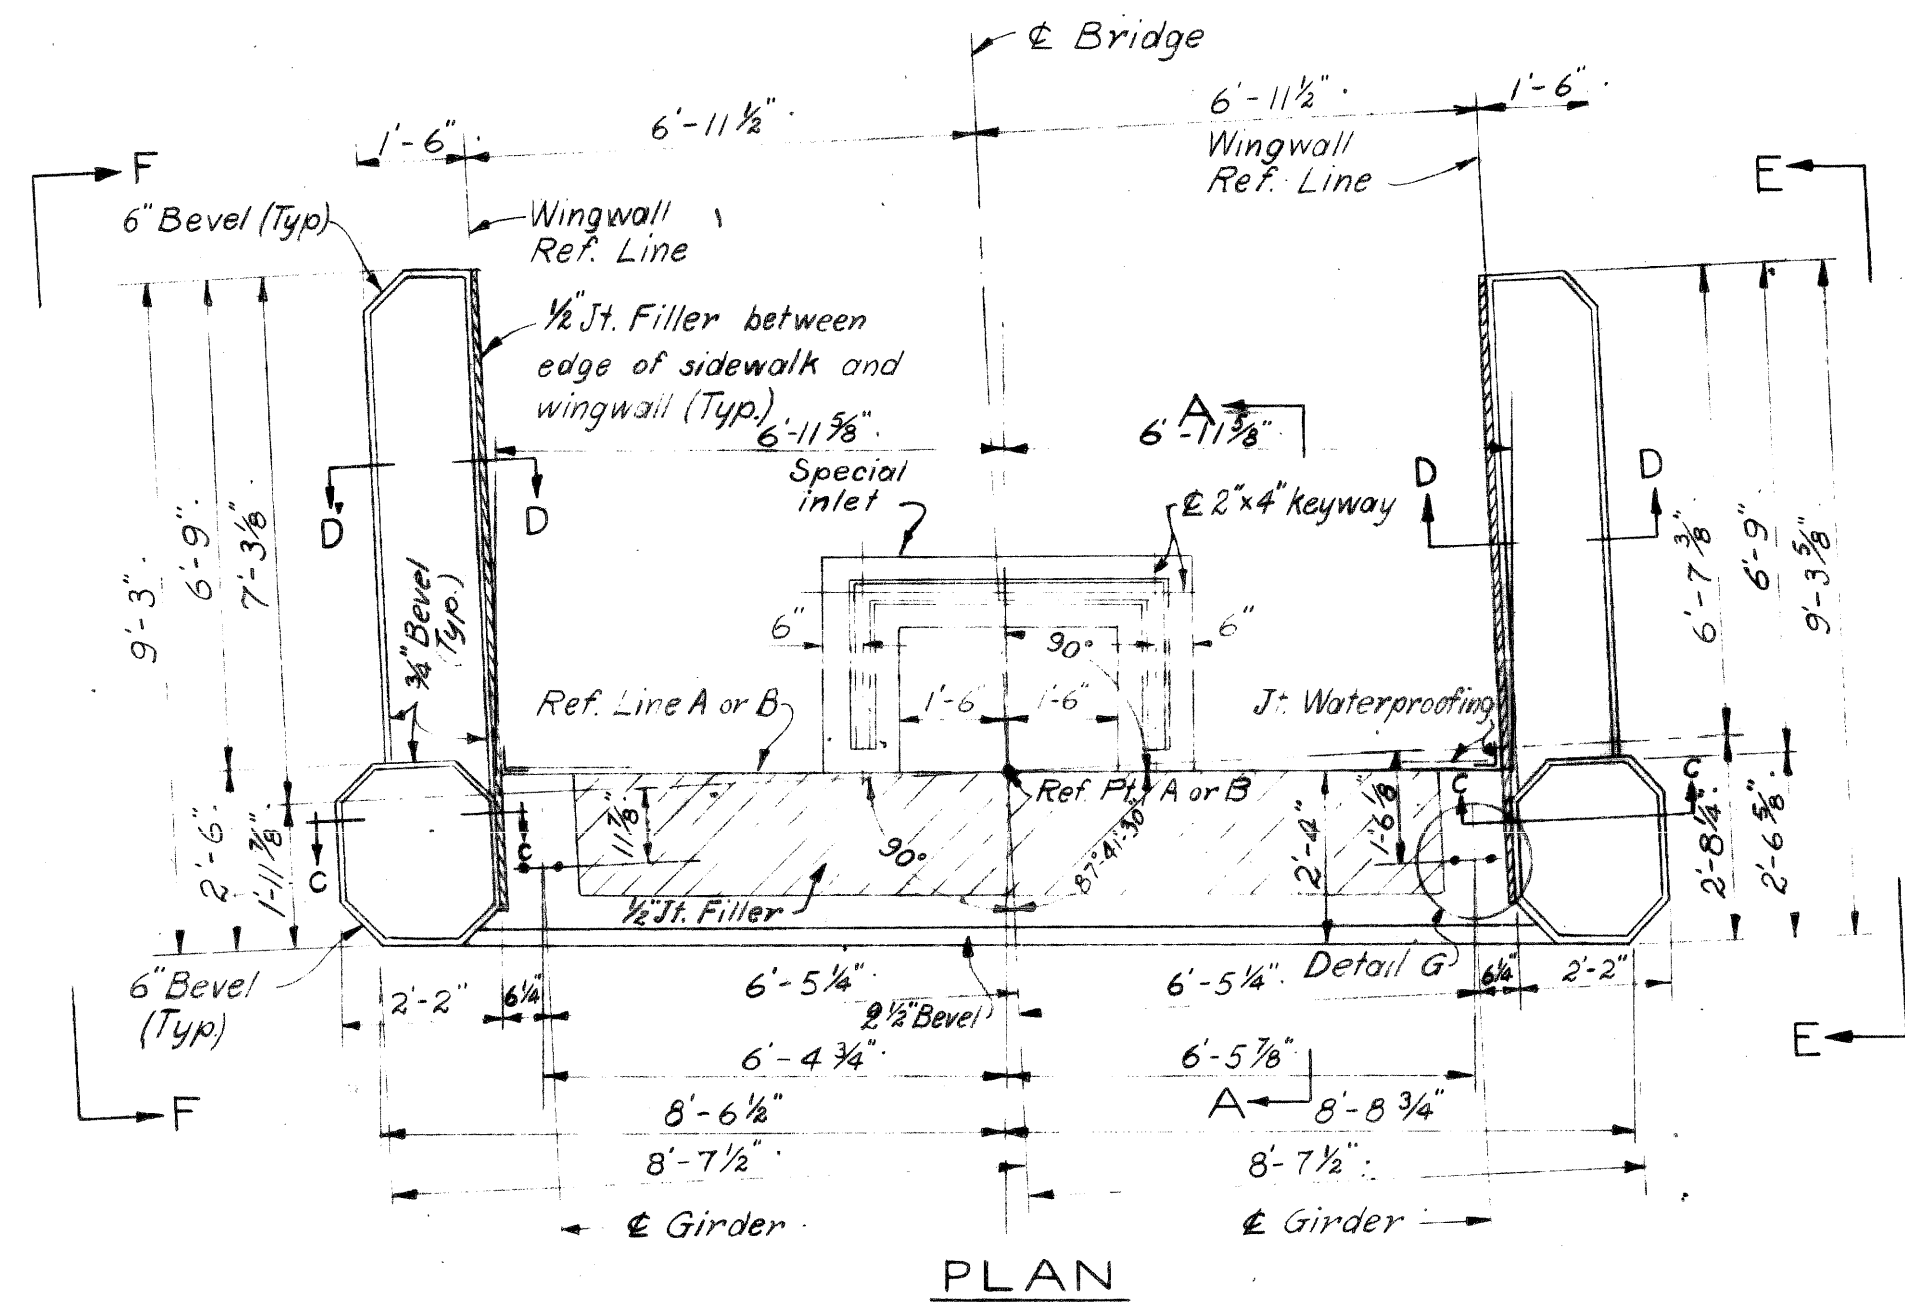 ℄ Bridge
6'-11½"
1'-6"
6'-11½"
1'-6"
Wingwall
Ref. Line
F
E
6" Bevel (Typ)
Wingwall
Ref. Line
½" Jt. Filler between
edge of sidewalk and
wingwall (Typ.)
6'-11⅝"
A
6'-11⅝"
Special
inlet
℄ 2"x4" keyway
D
D
D
D
9'-3"
6'-9"
7'-3⅛"
¾" Bevel
(Typ.)
6'-7⅜"
6'-9"
9'-3⅝"
6"
6"
90°
Ref. Line A or B
1'-6"
1'-6"
Jt. Waterproofing
Ref. Pt. A or B
C
C
C
C
2'-6"
1'-11⅞"
11⅞"
90°
87°-41'-30"
2'-4"
1'-6⅛"
2'-8¼"
2'-6⅝"
½" Jt. Filler
6" Bevel
(Typ.)
2'-2"
6¼"
6'-5¼"
2½" Bevel
6'-5¼"
Detail G
6¼"
2'-2"
E
6'-4¾"
6'-5⅞"
F
8'-6½"
A
8'-8¾"
8'-7½"
8'-7½"
℄ Girder
℄ Girder
PLAN